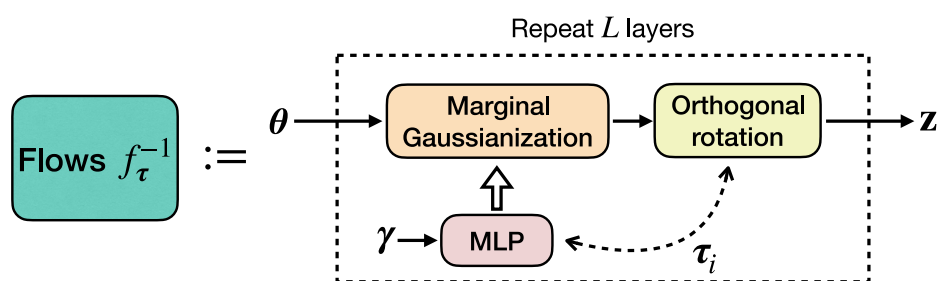 Repeat L layers
Flows f_τ^{-1} :=
θ
Marginal
Gaussianization
Orthogonal
rotation
z
γ
MLP
τ_i